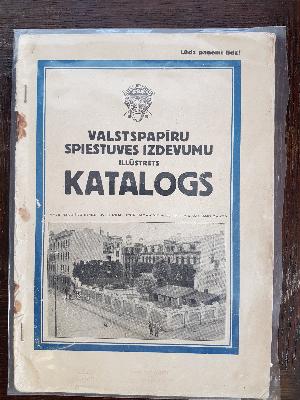 Lūdz paņemt līdz!
VALSTSPAPĪRU
SPIESTUVES IZDEVUMU
ILLŪSTRĒTS
KATALOGS